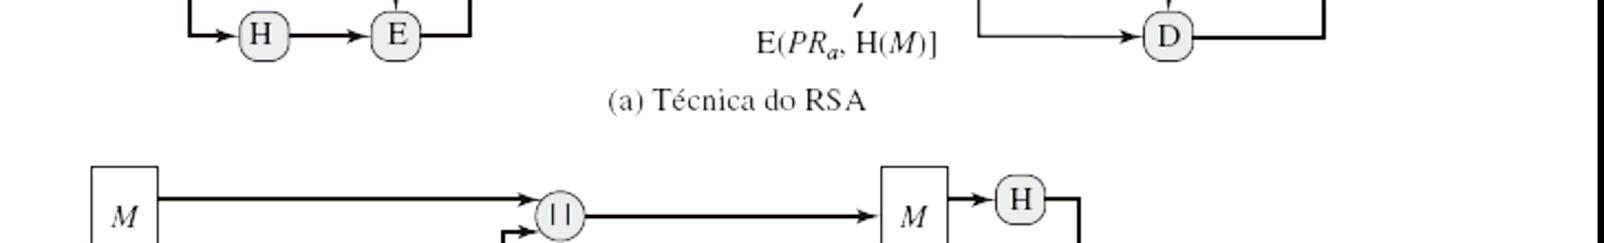 H E E(PRa, H(M)] D
(a) Técnica do RSA
M || M H